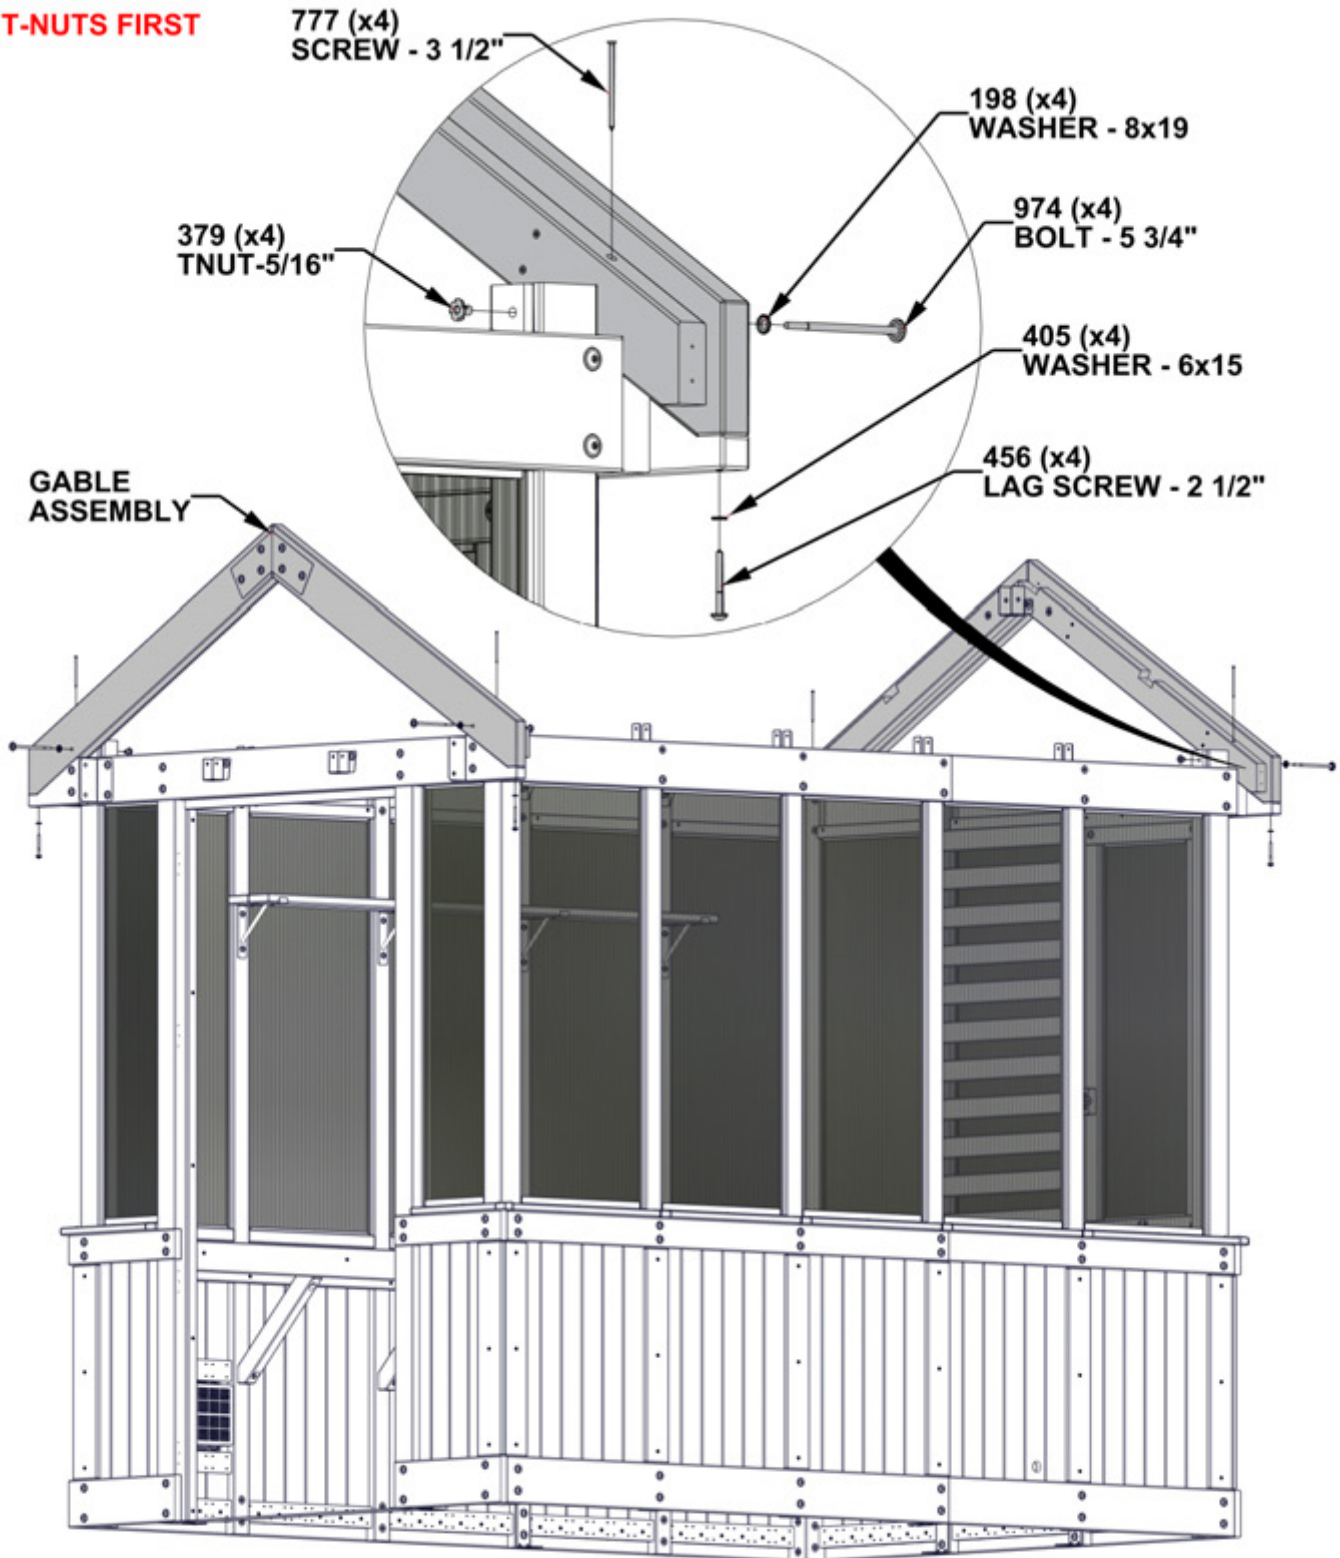 T-NUTS FIRST
777 (x4)
SCREW - 3 1/2"
198 (x4)
WASHER - 8x19
974 (x4)
BOLT - 5 3/4"
379 (x4)
TNUT-5/16"
405 (x4)
WASHER - 6x15
456 (x4)
LAG SCREW - 2 1/2"
GABLE
ASSEMBLY